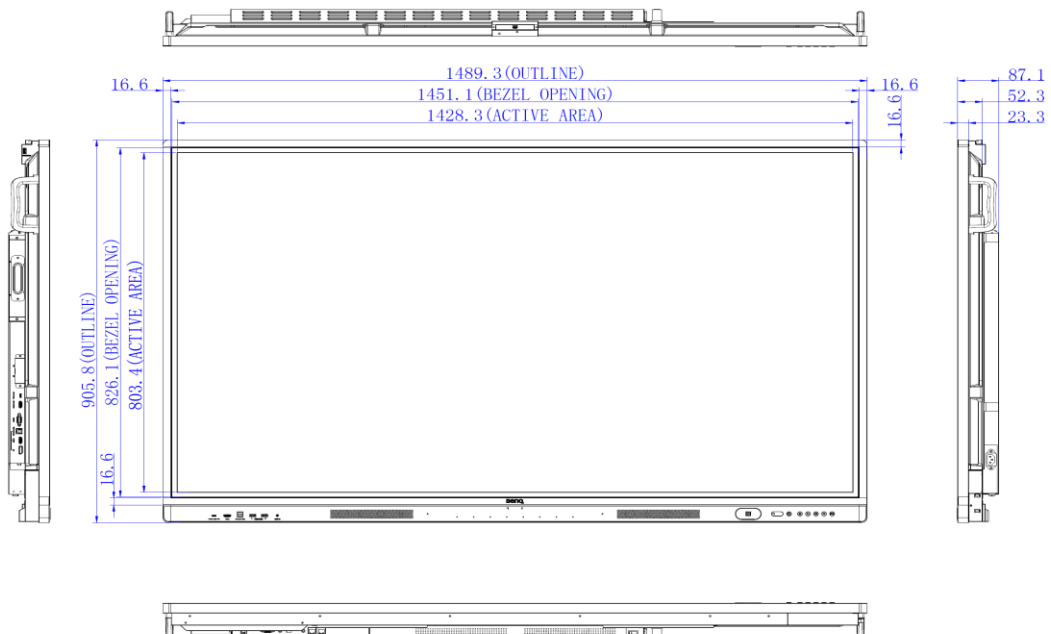 1489.3(OUTLINE)
16.6
16.6
1451.1(BEZEL OPENING)
1428.3(ACTIVE AREA)
16.6
87.1
52.3
23.3
905.8(OUTLINE)
826.1(BEZEL OPENING)
803.4(ACTIVE AREA)
16.6
BenQ